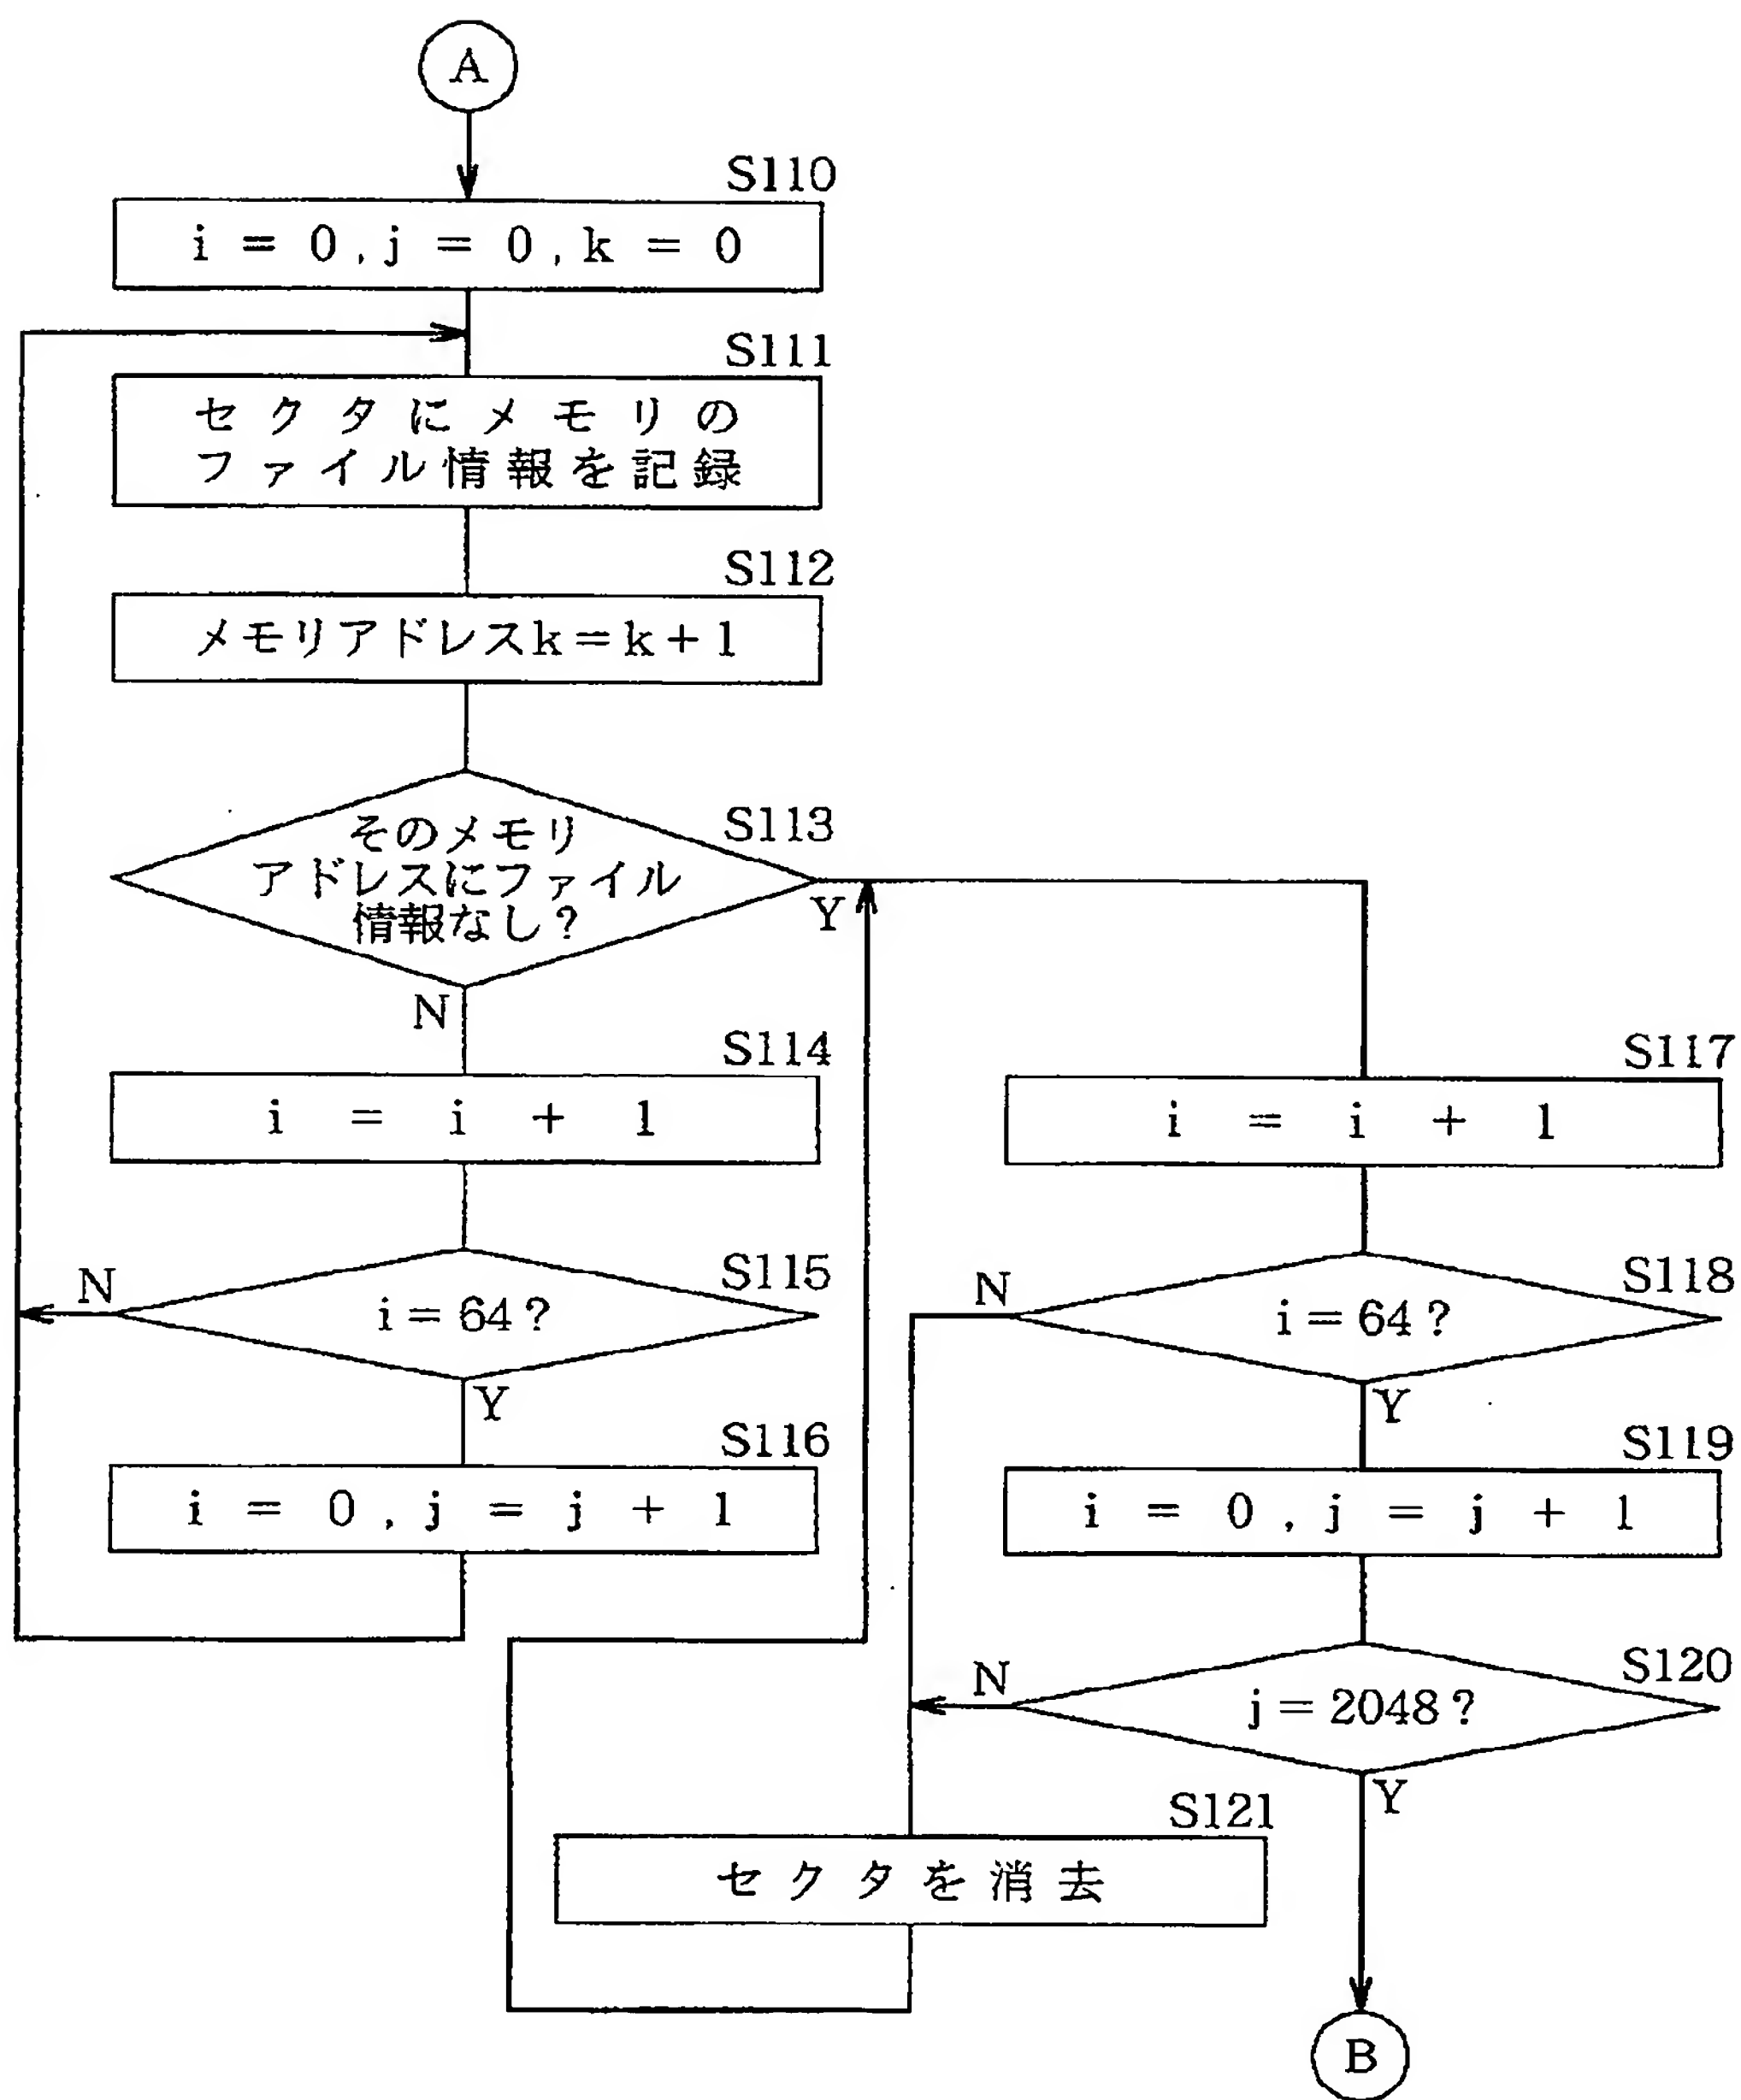 A
S110
i = 0 , j = 0 , k = 0
S111
セクタにメモリの
ファイル情報を記録
S112
メモリアドレスk=k+1
S113
そのメモリ
アドレスにファイル
情報なし?
Y
N
S114
i = i + 1
S115
i = 64 ?
N
Y
S116
i = 0 , j = j + 1
S117
i = i + 1
S118
i = 64 ?
N
Y
S119
i = 0 , j = j + 1
S120
j = 2048 ?
N
Y
S121
セクタを消去
B